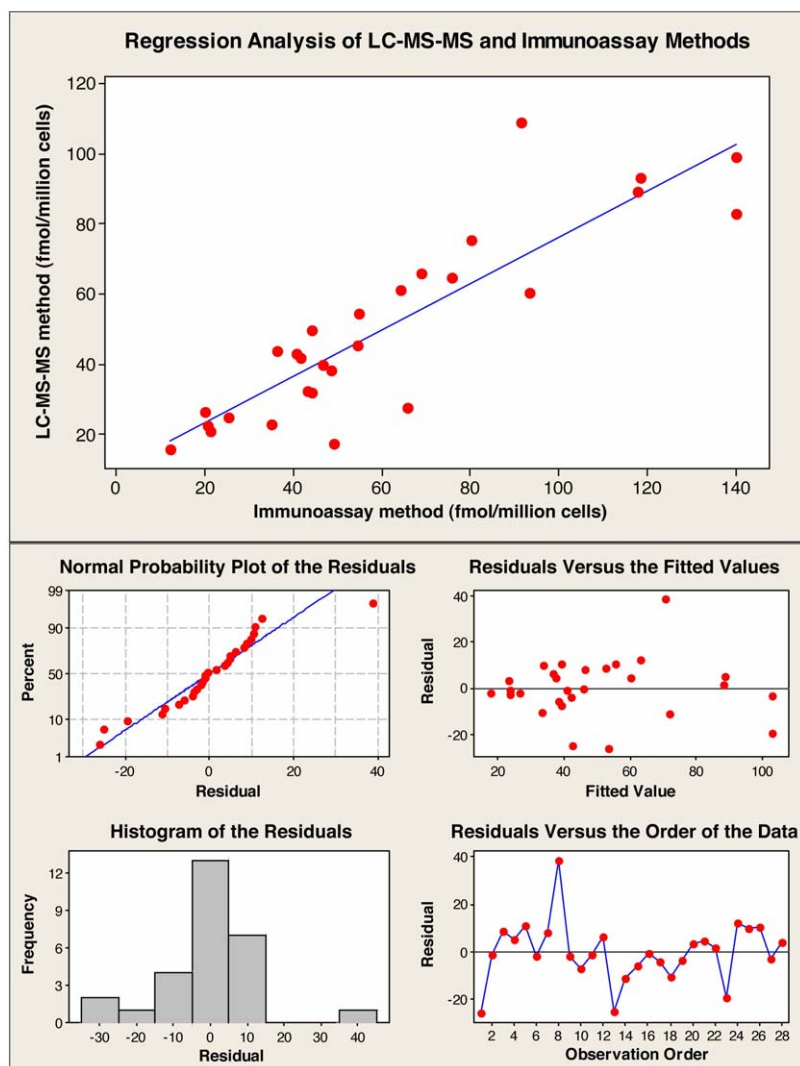 Regression Analysis of LC-MS-MS and Immunoassay Methods
LC-MS-MS method (fmol/million cells)
120
100
80
60
40
20
0 20 40 60 80 100 120 140
Immunoassay method (fmol/million cells)
Normal Probability Plot of the Residuals
Percent
99
90
50
10
1
-20 0 20 40
Residual
Residuals Versus the Fitted Values
Residual
40
20
0
-20
20 40 60 80 100
Fitted Value
Histogram of the Residuals
Frequency
12
9
6
3
0
-30 -20 -10 0 10 20 30 40
Residual
Residuals Versus the Order of the Data
Residual
40
20
0
-20
2 4 6 8 10 12 14 16 18 20 22 24 26 28
Observation Order